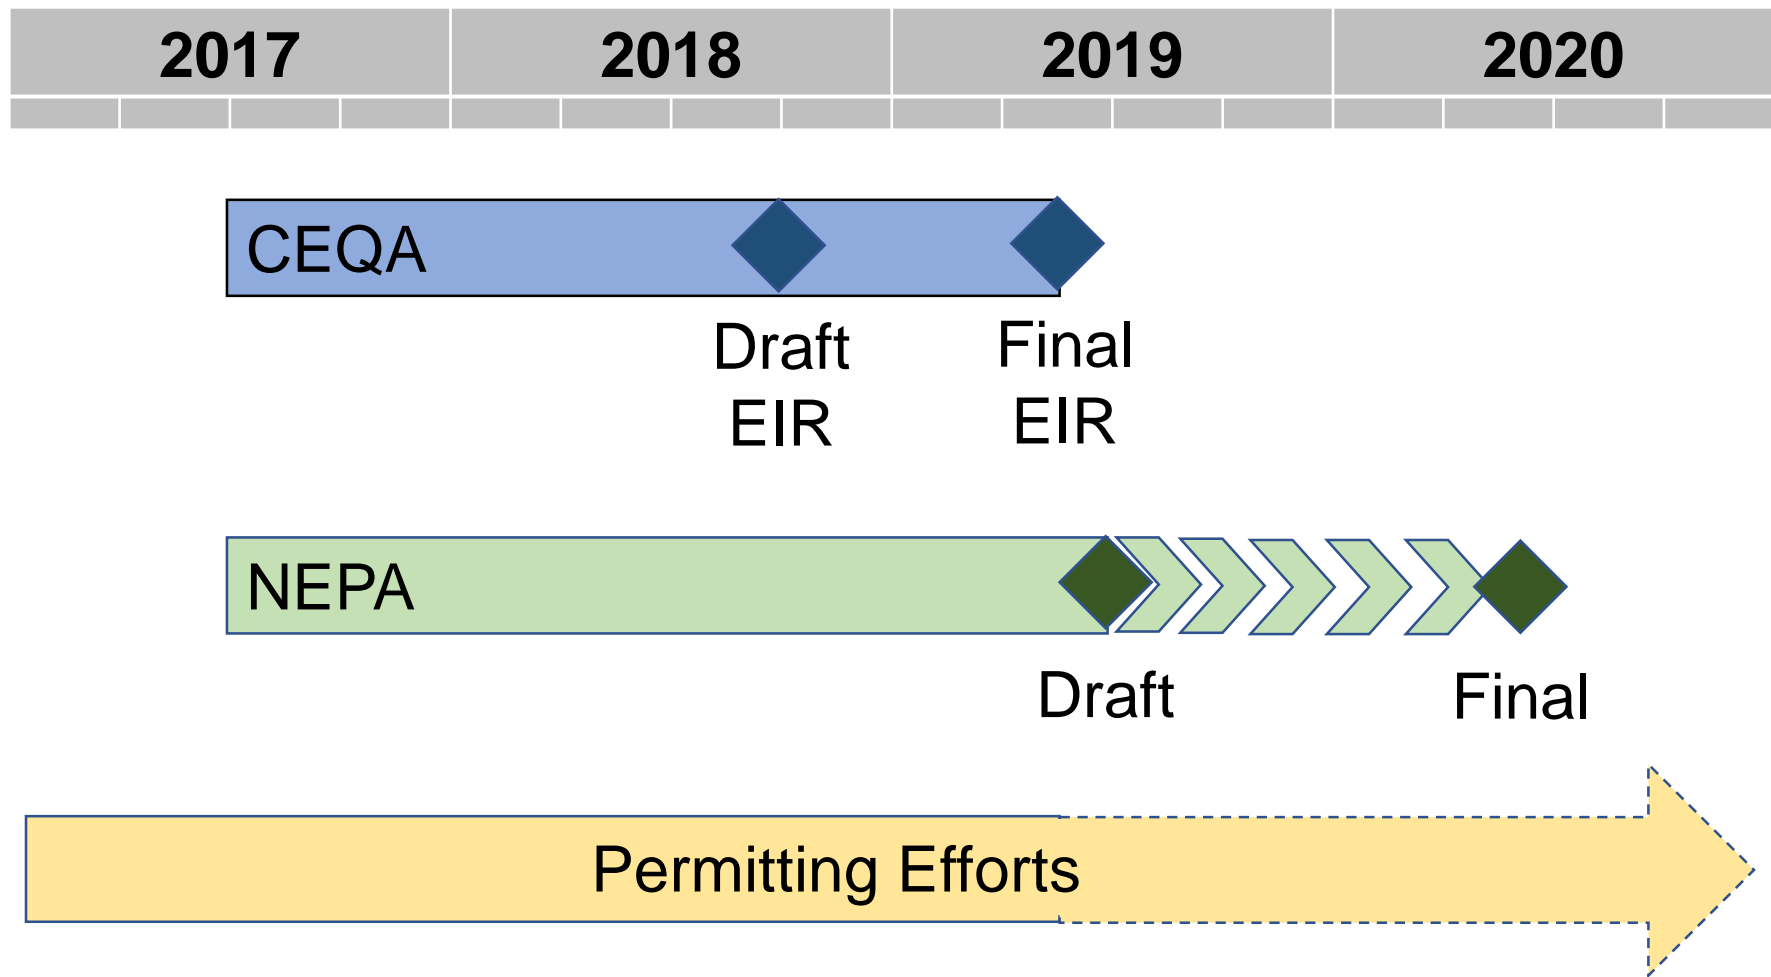 2017 2018 2019 2020
CEQA
Draft
EIR
Final
EIR
NEPA
Draft
Final
Permitting Efforts